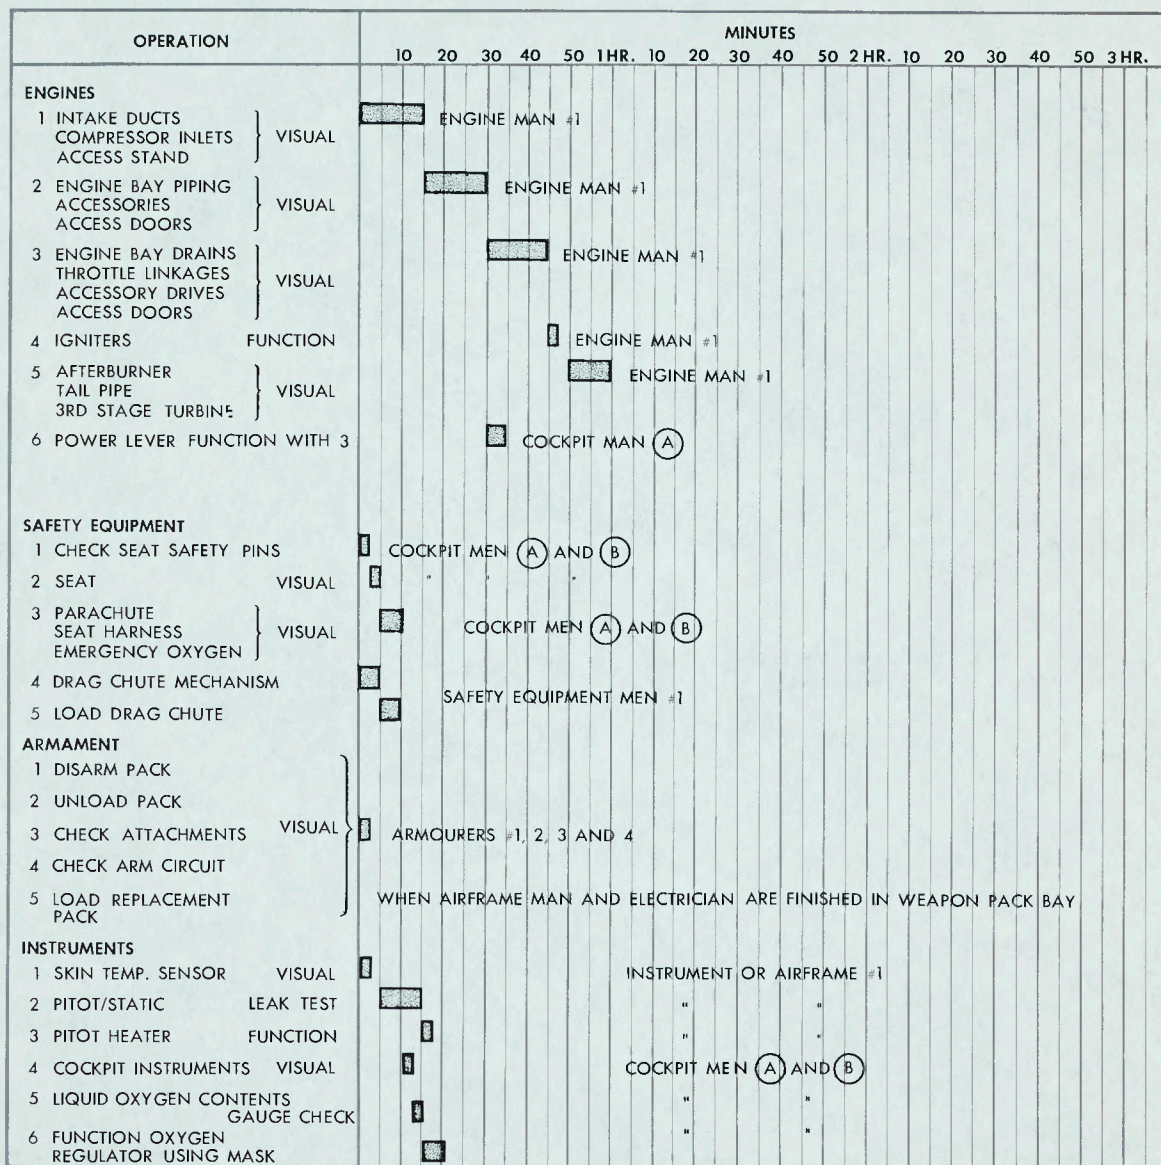 OPERATION
MINUTES
10 20 30 40 50 1 HR. 10 20 30 40 50 2 HR. 10 20 30 40 50 3 HR.
ENGINES
1 INTAKE DUCTS
COMPRESSOR INLETS VISUAL
ACCESS STAND
ENGINE MAN #1
2 ENGINE BAY PIPING
ACCESSORIES VISUAL
ACCESS DOORS
ENGINE MAN #1
3 ENGINE BAY DRAINS
THROTTLE LINKAGES VISUAL
ACCESSORY DRIVES
ACCESS DOORS
ENGINE MAN #1
4 IGNITERS FUNCTION ENGINE MAN #1
5 AFTERBURNER
TAIL PIPE VISUAL
3RD STAGE TURBINE
ENGINE MAN #1
6 POWER LEVER FUNCTION WITH 3 COCKPIT MAN A
SAFETY EQUIPMENT
1 CHECK SEAT SAFETY PINS COCKPIT MEN A AND B
2 SEAT VISUAL " " "
3 PARACHUTE
SEAT HARNESS VISUAL COCKPIT MEN A AND B
EMERGENCY OXYGEN
4 DRAG CHUTE MECHANISM
SAFETY EQUIPMENT MEN #1
5 LOAD DRAG CHUTE
ARMAMENT
1 DISARM PACK
2 UNLOAD PACK
3 CHECK ATTACHMENTS VISUAL ARMOURERS #1, 2, 3 AND 4
4 CHECK ARM CIRCUIT
5 LOAD REPLACEMENT
PACK
WHEN AIRFRAME MAN AND ELECTRICIAN ARE FINISHED IN WEAPON PACK BAY
INSTRUMENTS
1 SKIN TEMP. SENSOR VISUAL INSTRUMENT OR AIRFRAME #1
2 PITOT/STATIC LEAK TEST " "
3 PITOT HEATER FUNCTION " "
4 COCKPIT INSTRUMENTS VISUAL COCKPIT MEN A AND B
5 LIQUID OXYGEN CONTENTS " "
GAUGE CHECK
6 FUNCTION OXYGEN " "
REGULATOR USING MASK